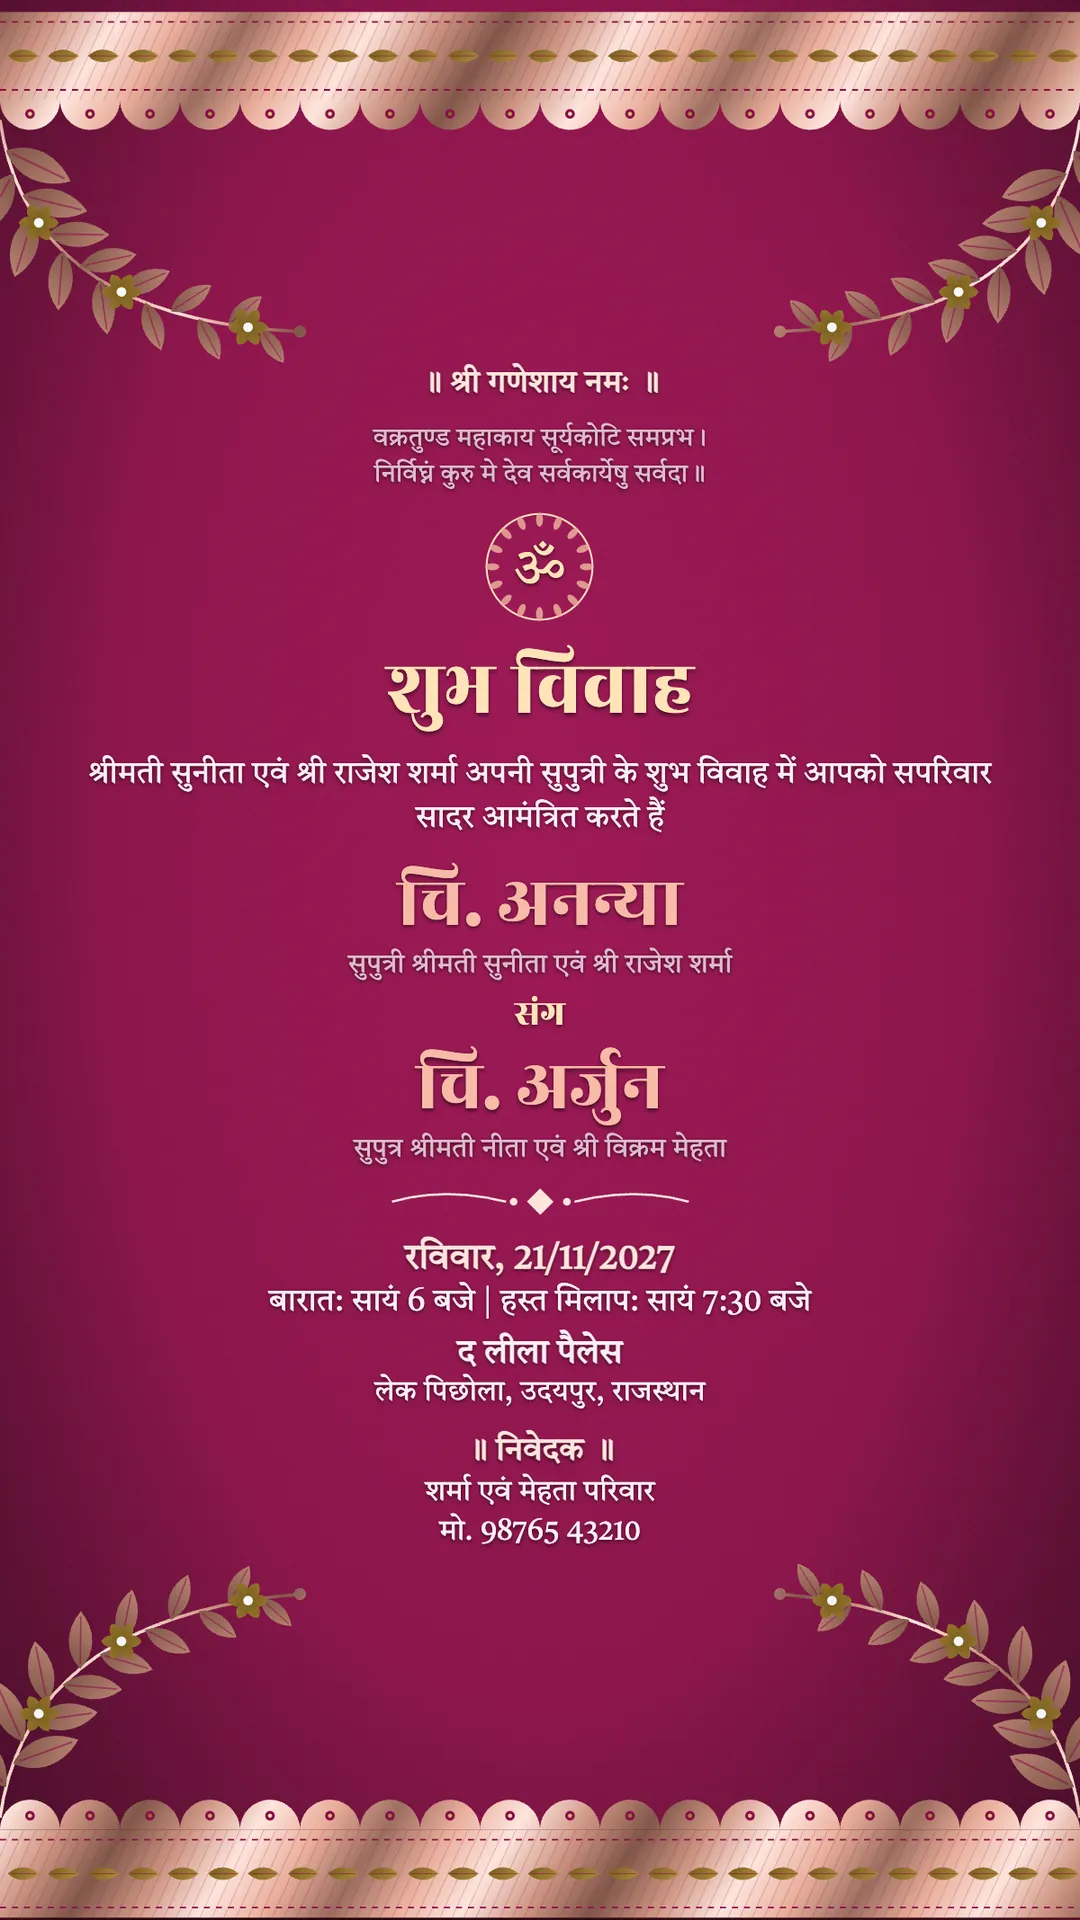 ॥ श्री गणेशाय नमः ॥
वक्रतुण्ड महाकाय सूर्यकोटि समप्रभ।
निर्विघ्नं कुरु मे देव सर्वकार्येषु सर्वदा॥
ॐ
शुभ विवाह
श्रीमती सुनीता एवं श्री राजेश शर्मा अपनी सुपुत्री के शुभ विवाह में आपको सपरिवार
सादर आमंत्रित करते हैं
चि. अनन्या
सुपुत्री श्रीमती सुनीता एवं श्री राजेश शर्मा
संग
चि. अर्जुन
सुपुत्र श्रीमती नीता एवं श्री विक्रम मेहता
रविवार, 21/11/2027
बारात: सायं 6 बजे | हस्त मिलाप: सायं 7:30 बजे
द लीला पैलेस
लेक पिछोला, उदयपुर, राजस्थान
॥ निवेदक ॥
शर्मा एवं मेहता परिवार
मो. 98765 43210